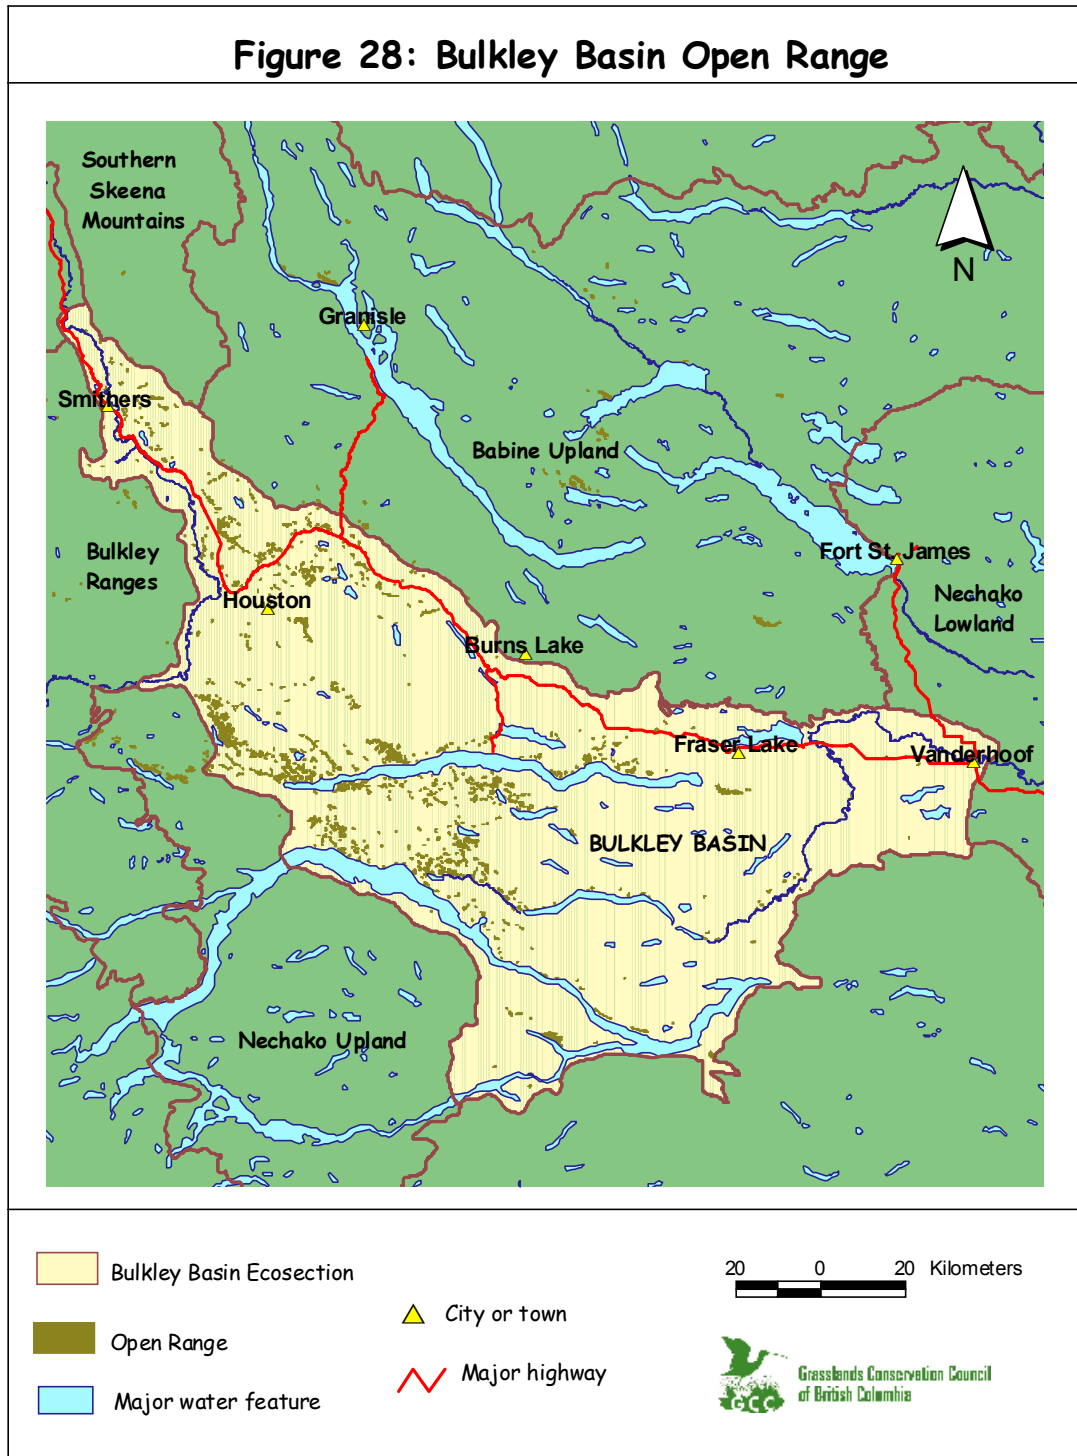 Figure 28: Bulkley Basin Open Range
Southern
Skeena
Mountains
N
Granisle
Smithers
Babine Upland
Bulkley
Ranges
Fort St. James
Houston
Nechako
Lowland
Burns Lake
Fraser Lake
Vanderhoof
BULKLEY BASIN
Nechako Upland
Bulkley Basin Ecosection
Open Range
Major water feature
City or town
Major highway
20 0 20 Kilometers
GCC
Grasslands Conservation Council
of British Columbia